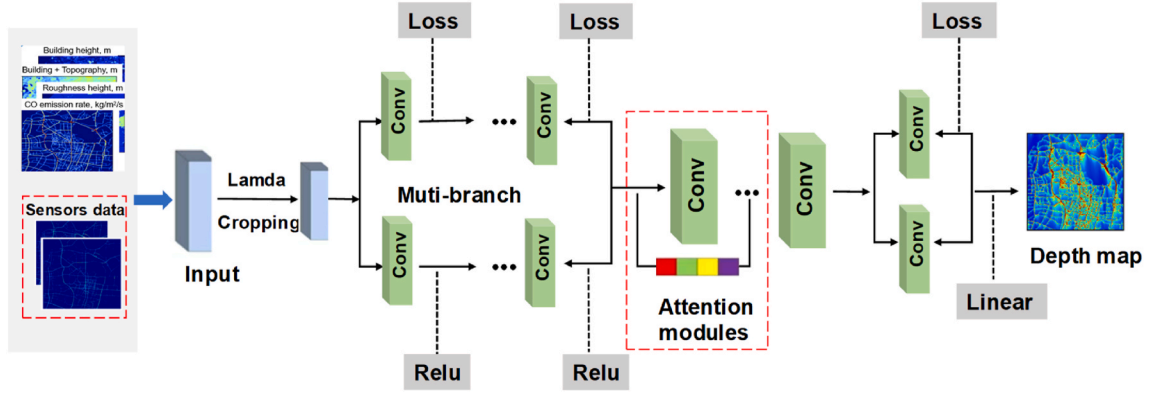 Loss
Loss
Loss
Building height, m
Building + Topography, m
Roughness height, m
CO emission rate, kg/m²/s
Conv
Conv
Conv
Conv
Conv
Lamda
Cropping
Muti-branch
Sensors data
Input
Conv
Conv
Conv
Attention
modules
Depth map
Linear
Relu
Relu